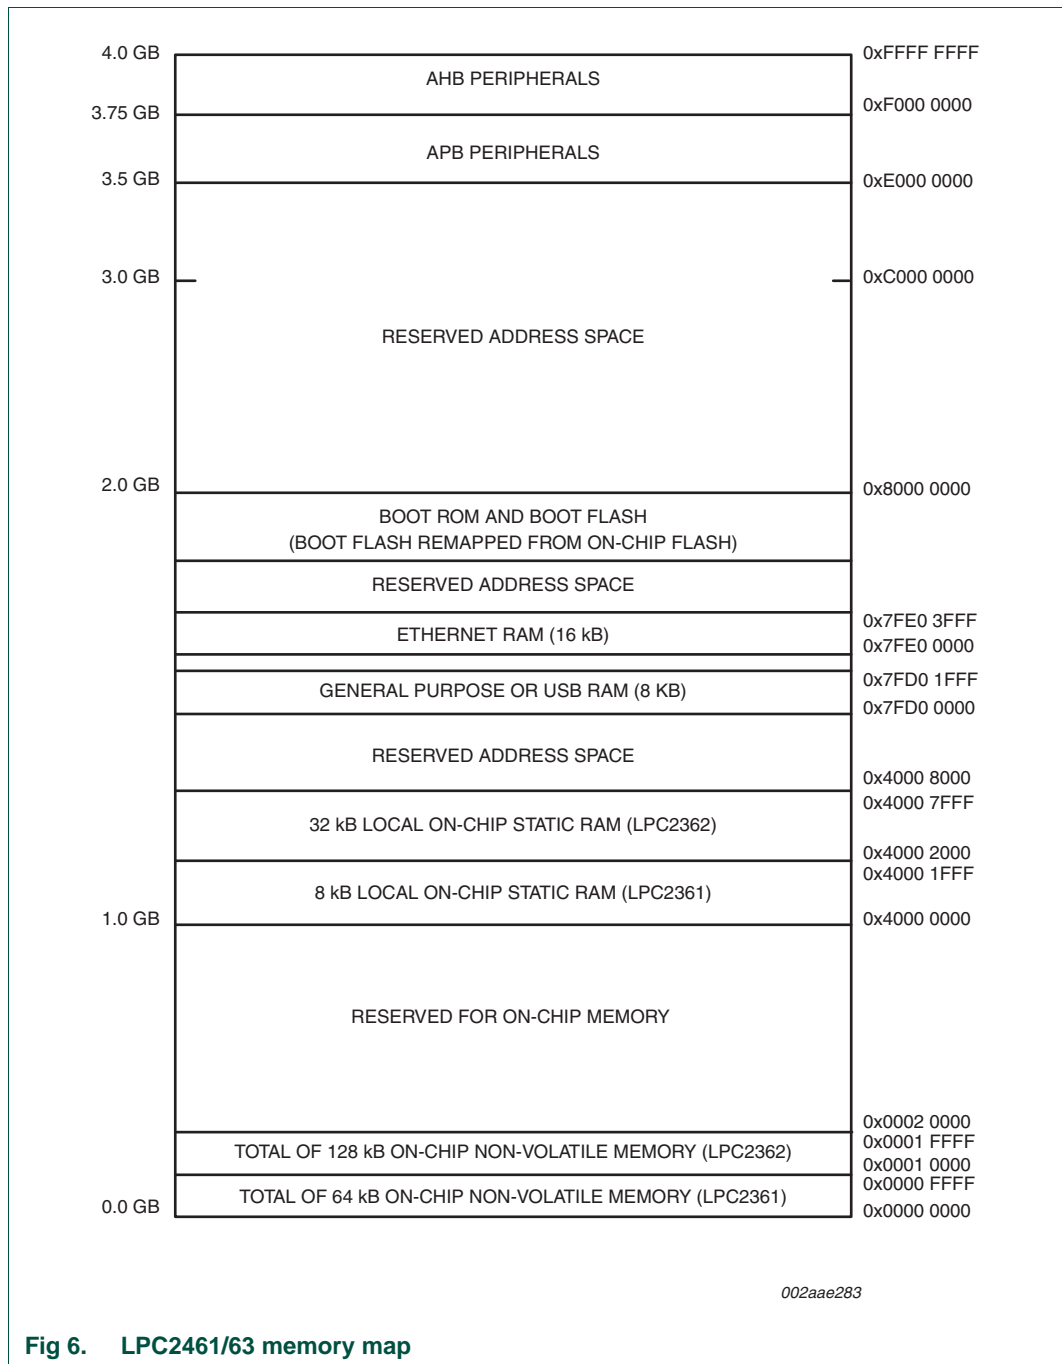 4.0 GB
0xFFFF FFFF
AHB PERIPHERALS
3.75 GB
0xF000 0000
APB PERIPHERALS
3.5 GB
0xE000 0000
3.0 GB
0xC000 0000
RESERVED ADDRESS SPACE
2.0 GB
0x8000 0000
BOOT ROM AND BOOT FLASH
(BOOT FLASH REMAPPED FROM ON-CHIP FLASH)
RESERVED ADDRESS SPACE
0x7FE0 3FFF
ETHERNET RAM (16 kB)
0x7FE0 0000
0x7FD0 1FFF
GENERAL PURPOSE OR USB RAM (8 KB)
0x7FD0 0000
RESERVED ADDRESS SPACE
0x4000 8000
0x4000 7FFF
32 kB LOCAL ON-CHIP STATIC RAM (LPC2362)
0x4000 2000
0x4000 1FFF
8 kB LOCAL ON-CHIP STATIC RAM (LPC2361)
1.0 GB
0x4000 0000
RESERVED FOR ON-CHIP MEMORY
0x0002 0000
0x0001 FFFF
TOTAL OF 128 kB ON-CHIP NON-VOLATILE MEMORY (LPC2362)
0x0001 0000
0x0000 FFFF
TOTAL OF 64 kB ON-CHIP NON-VOLATILE MEMORY (LPC2361)
0.0 GB
0x0000 0000
002aae283
Fig 6. LPC2461/63 memory map